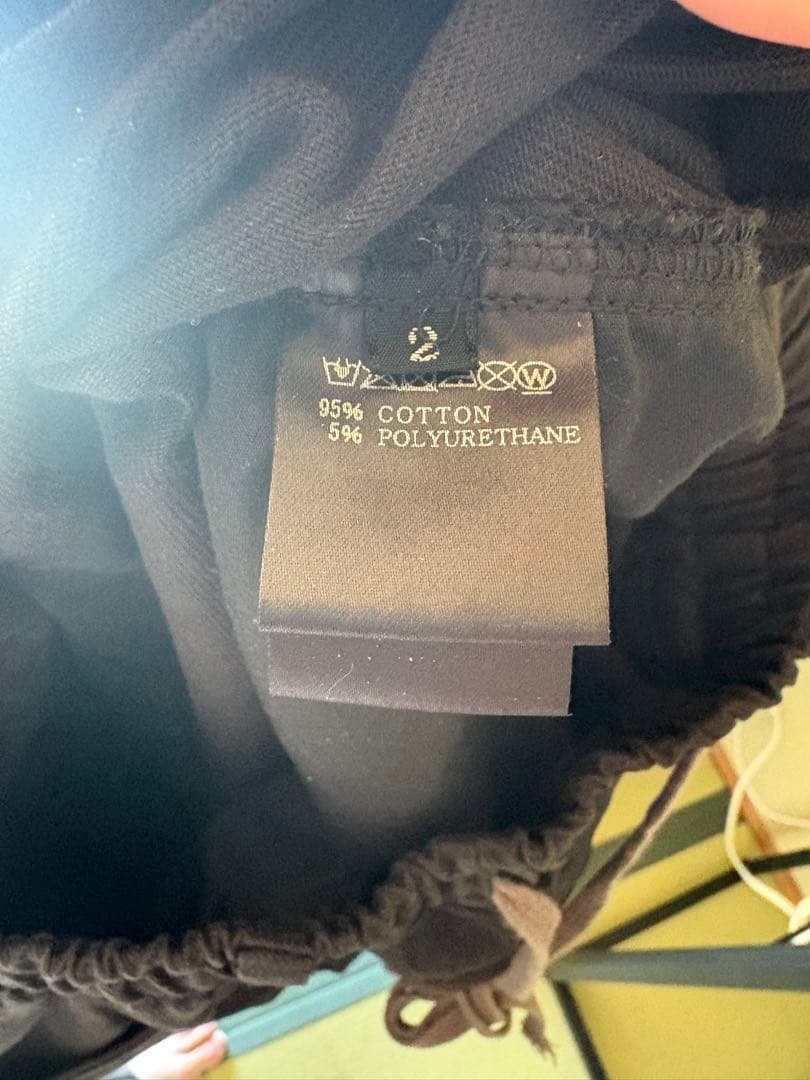 2
W
95% COTTON
5% POLYURETHANE